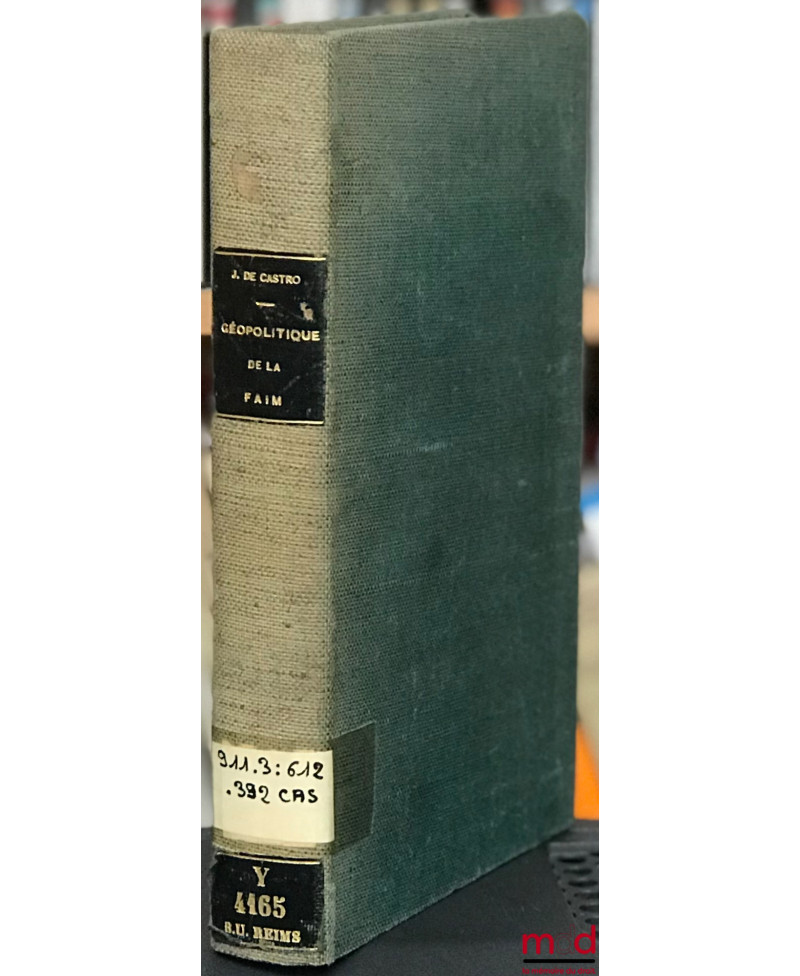 J. DE CASTRO
GÉOPOLITIQUE
DE LA
FAIM
911.3:612
.392 CAS
Y
4165
B.U. REIMS